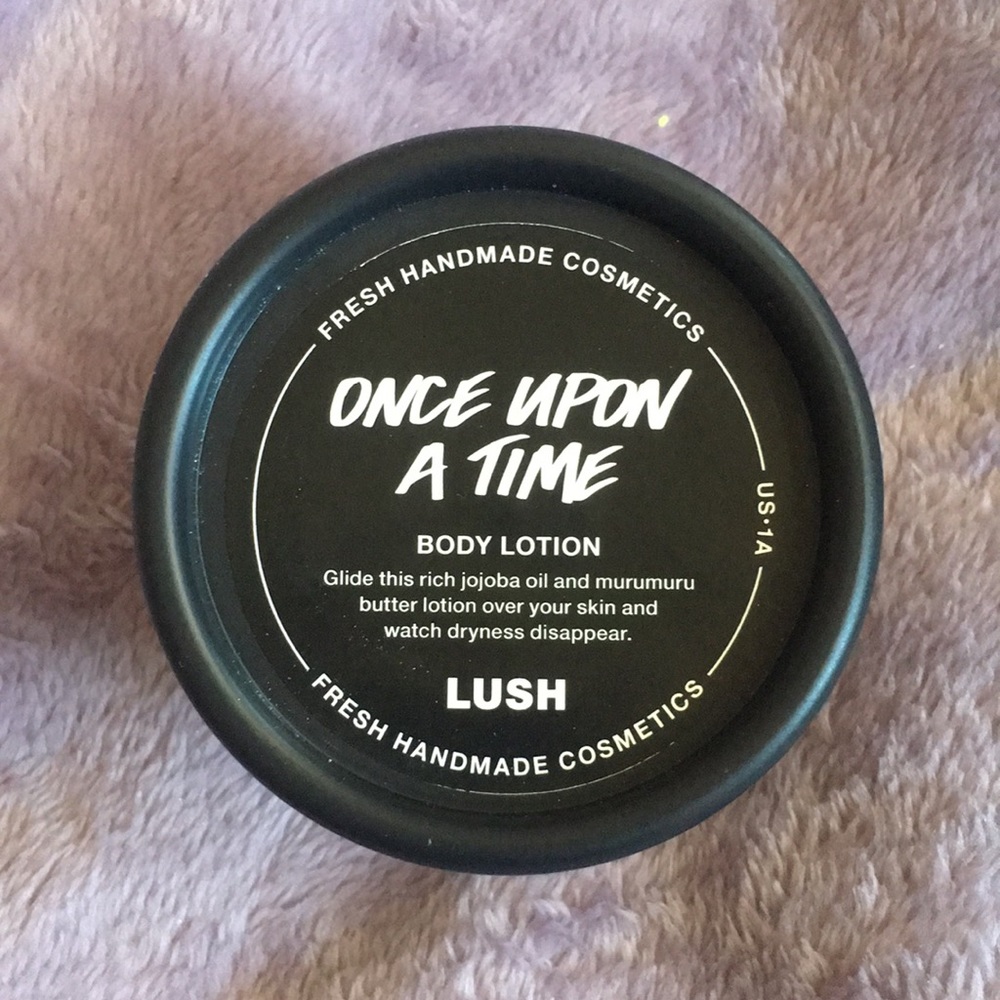 FRESH HANDMADE COSMETICS
ONCE UPON
A TIME
BODY LOTION
Glide this rich jojoba oil and murumuru
butter lotion over your skin and
watch dryness disappear.
LUSH
FRESH HANDMADE COSMETICS
US•1A